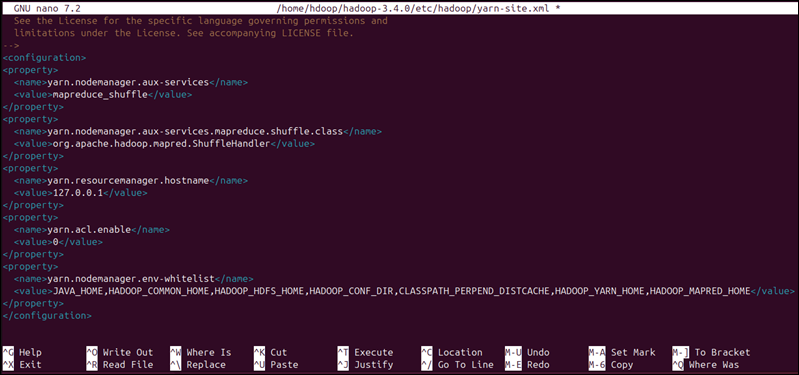 GNU nano 7.2 /home/hdoop/hadoop-3.4.0/etc/hadoop/yarn-site.xml *
See the License for the specific language governing permissions and
limitations under the License. See accompanying LICENSE file.
-->
<configuration>
<property>
<name>yarn.nodemanager.aux-services</name>
<value>mapreduce_shuffle</value>
</property>
<property>
<name>yarn.nodemanager.aux-services.mapreduce.shuffle.class</name>
<value>org.apache.hadoop.mapred.ShuffleHandler</value>
</property>
<property>
<name>yarn.resourcemanager.hostname</name>
<value>127.0.0.1</value>
</property>
<property>
<name>yarn.acl.enable</name>
<value>0</value>
</property>
<property>
<name>yarn.nodemanager.env-whitelist</name>
<value>JAVA_HOME,HADOOP_COMMON_HOME,HADOOP_HDFS_HOME,HADOOP_CONF_DIR,CLASSPATH_PERPEND_DISTCACHE,HADOOP_YARN_HOME,HADOOP_MAPRED_HOME</value>
</property>
</configuration>
^G Help ^O Write Out ^W Where Is ^K Cut ^T Execute ^C Location M-U Undo M-A Set Mark M-] To Bracket
^X Exit ^R Read File ^\ Replace ^U Paste ^J Justify ^/ Go To Line M-E Redo M-6 Copy ^Q Where Was